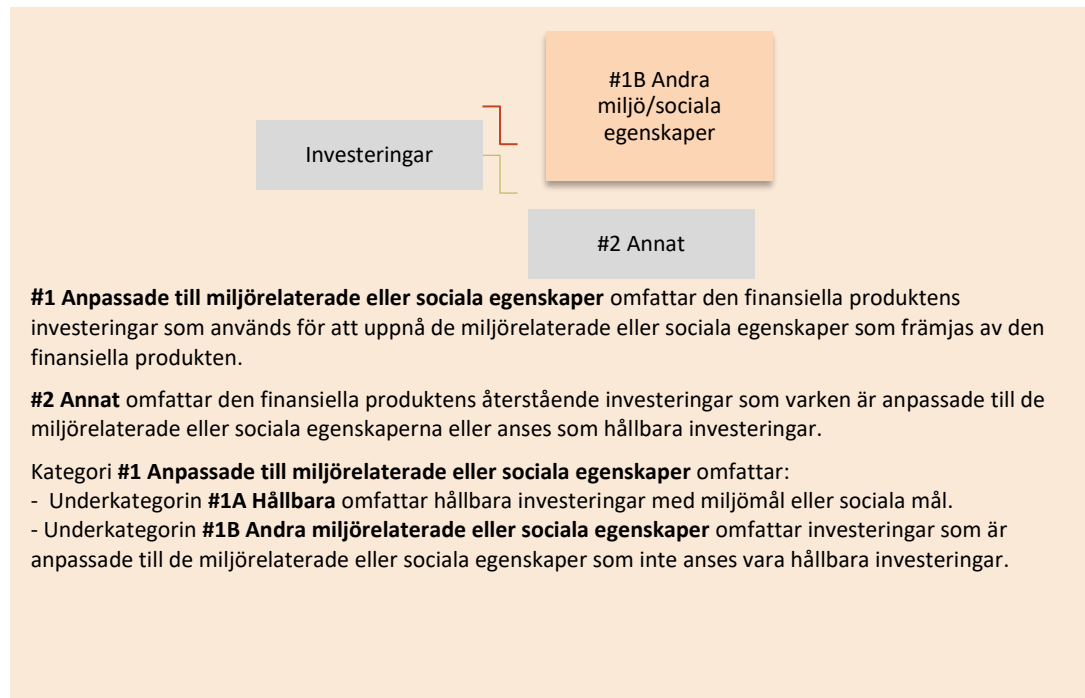 #1B Andra
miljö/sociala
egenskaper
Investeringar
#2 Annat
#1 Anpassade till miljörelaterade eller sociala egenskaper omfattar den finansiella produktens
investeringar som används för att uppnå de miljörelaterade eller sociala egenskaper som främjas av den
finansiella produkten.
#2 Annat omfattar den finansiella produktens återstående investeringar som varken är anpassade till de
miljörelaterade eller sociala egenskaperna eller anses som hållbara investeringar.
Kategori #1 Anpassade till miljörelaterade eller sociala egenskaper omfattar:
- Underkategorin #1A Hållbara omfattar hållbara investeringar med miljömål eller sociala mål.
- Underkategorin #1B Andra miljörelaterade eller sociala egenskaper omfattar investeringar som är
anpassade till de miljörelaterade eller sociala egenskaper som inte anses vara hållbara investeringar.